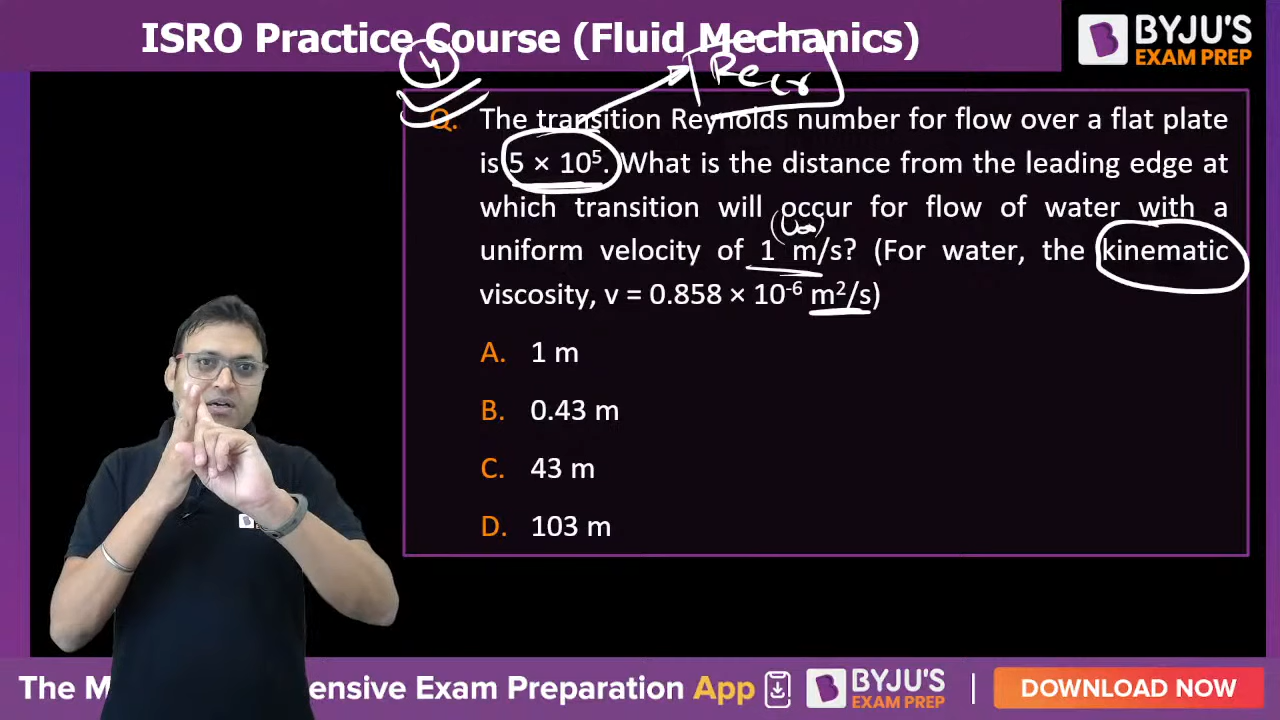 ISRO Practice Course (Fluid Mechanics)
BYJU'S
EXAM PREP
4
Recr
Q. The transition Reynolds number for flow over a flat plate
is 5 × 10⁵. What is the distance from the leading edge at
which transition will occur for flow of water with a
(U∞)
uniform velocity of 1 m/s? (For water, the kinematic
viscosity, v = 0.858 × 10⁻⁶ m²/s)
A. 1 m
B. 0.43 m
C. 43 m
D. 103 m
The M ensive Exam Preparation App
BYJU'S
EXAM PREP
DOWNLOAD NOW